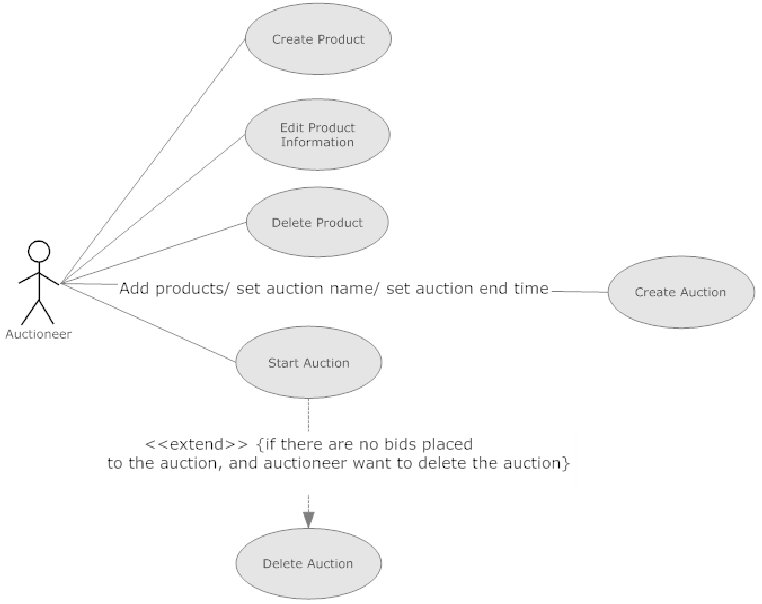 Create Product
Edit Product
Information
Delete Product
Add products/ set auction name/ set auction end time
Create Auction
Auctioneer
Start Auction
<<extend>> {if there are no bids placed
to the auction, and auctioneer want to delete the auction}
Delete Auction